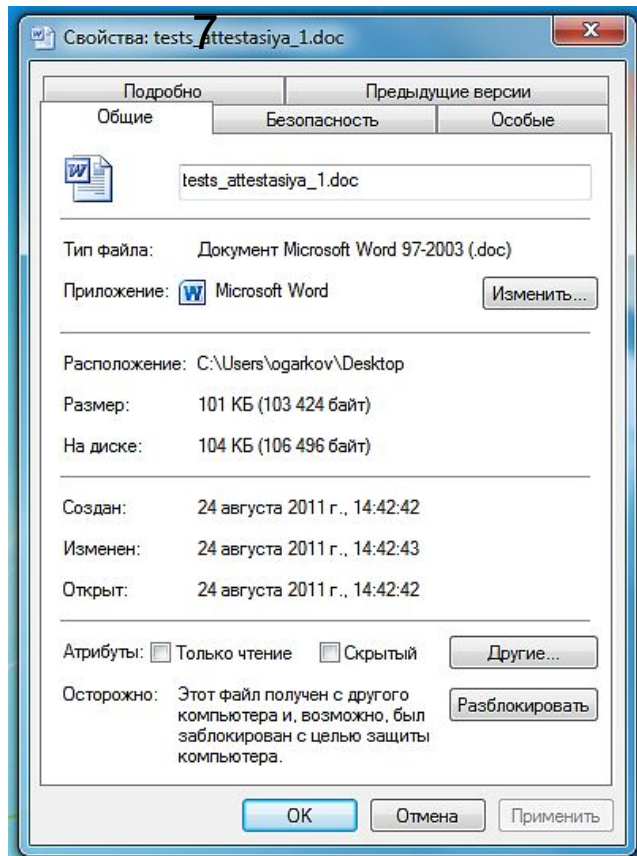 7
Свойства: tests_attestasiya_1.doc
Подробно Предыдущие версии
Общие Безопасность Особые
tests_attestasiya_1.doc
Тип файла: Документ Microsoft Word 97-2003 (.doc)
Приложение: Microsoft Word Изменить...
Расположение: C:\Users\ogarkov\Desktop
Размер: 101 КБ (103 424 байт)
На диске: 104 КБ (106 496 байт)
Создан: 24 августа 2011 г., 14:42:42
Изменен: 24 августа 2011 г., 14:42:43
Открыт: 24 августа 2011 г., 14:42:42
Атрибуты: Только чтение Скрытый Другие...
Осторожно: Этот файл получен с другого
компьютера и, возможно, был
заблокирован с целью защиты
компьютера.
Разблокировать
OK Отмена Применить